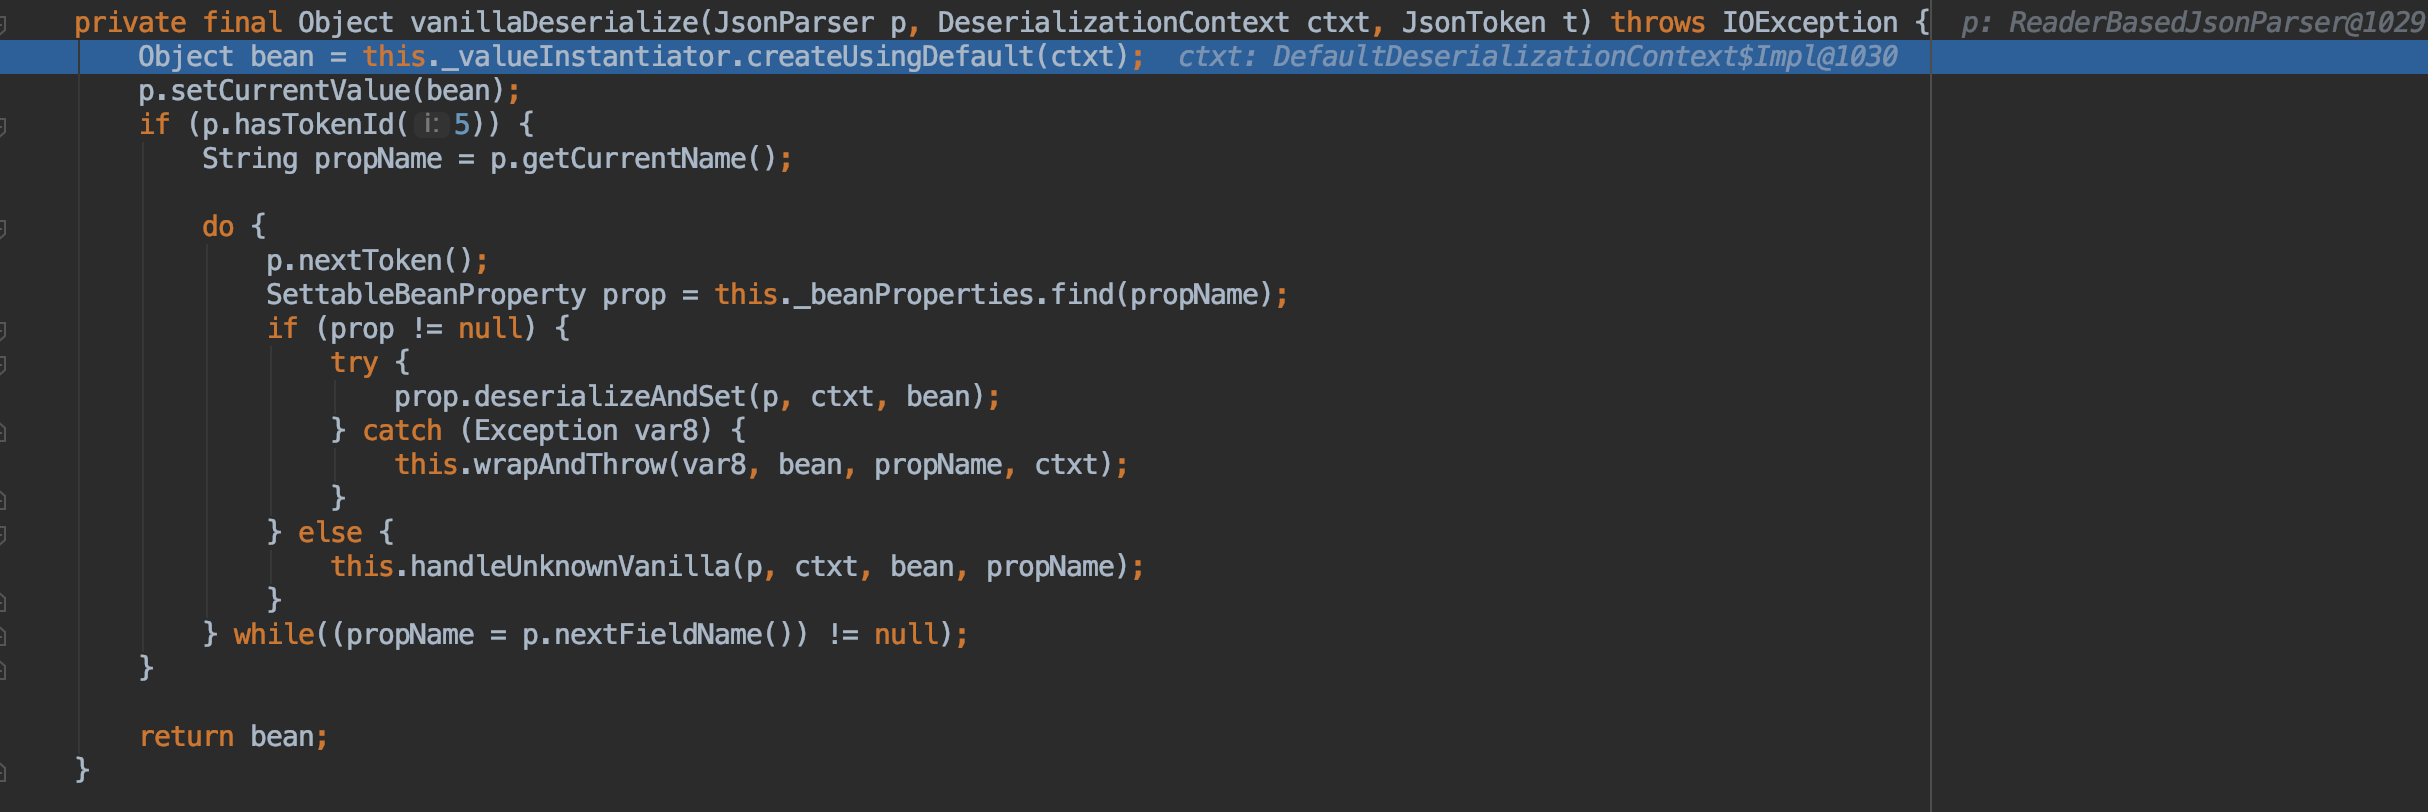 private final Object vanillaDeserialize(JsonParser p, DeserializationContext ctxt, JsonToken t) throws IOException { p: ReaderBasedJsonParser@1029
Object bean = this._valueInstantiator.createUsingDefault(ctxt); ctxt: DefaultDeserializationContext$Impl@1030
p.setCurrentValue(bean);
if (p.hasTokenId( i: 5)) {
String propName = p.getCurrentName();
do {
p.nextToken();
SettableBeanProperty prop = this._beanProperties.find(propName);
if (prop != null) {
try {
prop.deserializeAndSet(p, ctxt, bean);
} catch (Exception var8) {
this.wrapAndThrow(var8, bean, propName, ctxt);
}
} else {
this.handleUnknownVanilla(p, ctxt, bean, propName);
}
} while((propName = p.nextFieldName()) != null);
}
return bean;
}